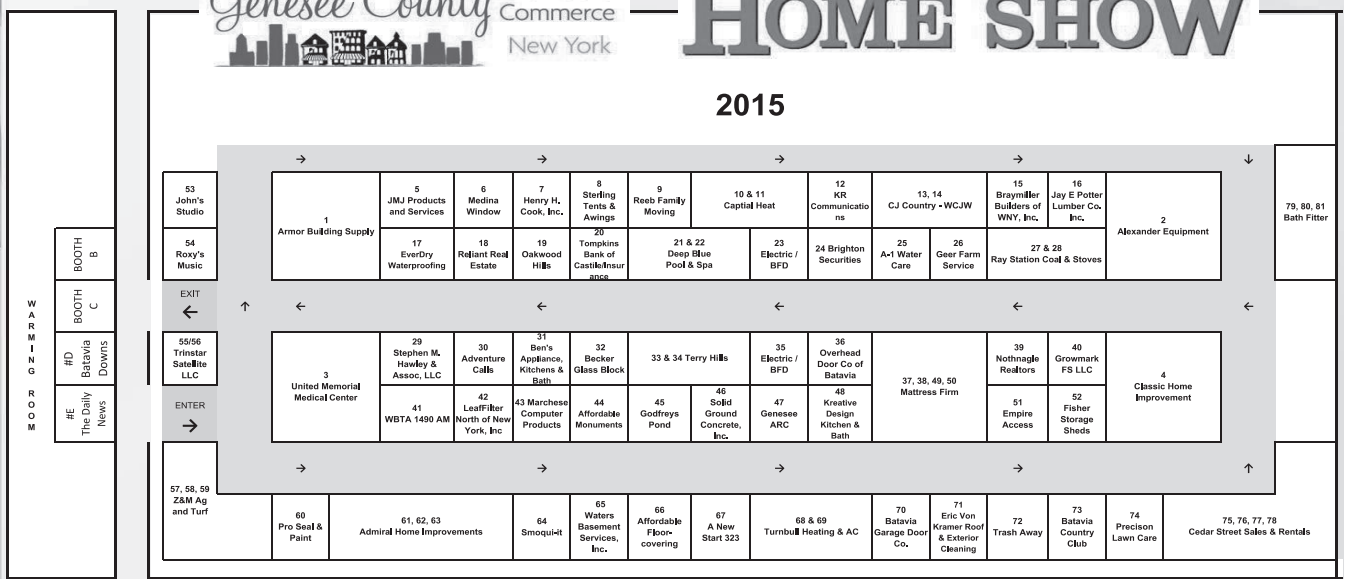 Genesee County
Commerce
New York
HOME SHOW
2015
→
→
→
→
↓
53
John's
Studio
1
Armor Building Supply
5
JMJ Products
and Services
6
Medina
Window
7
Henry H.
Cook, Inc.
8
Sterling
Tents &
Awings
9
Reeb Family
Moving
10 & 11
Captial Heat
12
KR
Communicatio
ns
13, 14
CJ Country - WCJW
15
Braymiller
Builders of
WNY, Inc.
16
Jay E Potter
Lumber Co.
Inc.
2
Alexander Equipment
79, 80, 81
Bath Fitter
BOOTH
B
54
Roxy's
Music
17
EverDry
Waterproofing
18
Reliant Real
Estate
19
Oakwood
Hills
20
Tompkins
Bank of
Castile/Insur
ance
21 & 22
Deep Blue
Pool & Spa
23
Electric /
BFD
24 Brighton
Securities
25
A-1 Water
Care
26
Geer Farm
Service
27 & 28
Ray Station Coal & Stoves
WARMING ROOM
BOOTH
C
EXIT
←
↑
←
←
←
←
←
#D
Batavia
Downs
55/56
Trinstar
Satellite
LLC
3
United Memorial
Medical Center
29
Stephen M.
Hawley &
Assoc, LLC
30
Adventure
Calls
31
Ben's
Appliance,
Kitchens &
Bath
32
Becker
Glass Block
33 & 34 Terry Hills
35
Electric /
BFD
36
Overhead
Door Co of
Batavia
37, 38, 49, 50
Mattress Firm
39
Nothnagle
Realtors
40
Growmark
FS LLC
4
Classic Home
Improvement
#E
The Daily
News
ENTER
→
41
WBTA 1490 AM
42
LeafFilter
North of New
York, Inc
43 Marchese
Computer
Products
44
Affordable
Monuments
45
Godfreys
Pond
46
Solid
Ground
Concrete,
Inc.
47
Genesee
ARC
48
Kreative
Design
Kitchen &
Bath
51
Empire
Access
52
Fisher
Storage
Sheds
→
→
→
→
↑
57, 58, 59
Z&M Ag
and Turf
60
Pro Seal &
Paint
61, 62, 63
Admiral Home Improvements
64
Smoqui-it
65
Waters
Basement
Services,
Inc.
66
Affordable
Floor-
covering
67
A New
Start 323
68 & 69
Turnbull Heating & AC
70
Batavia
Garage Door
Co.
71
Eric Von
Kramer Roof
& Exterior
Cleaning
72
Trash Away
73
Batavia
Country
Club
74
Precison
Lawn Care
75, 76, 77, 78
Cedar Street Sales & Rentals